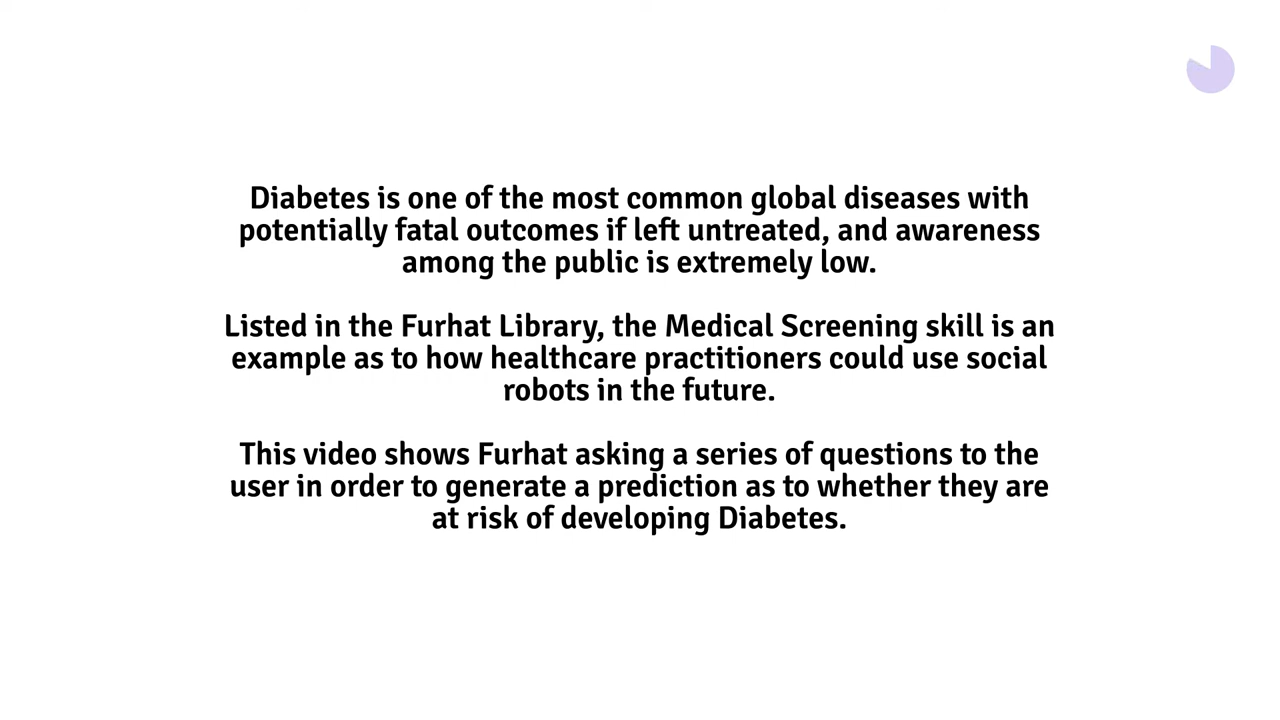 Diabetes is one of the most common global diseases with
potentially fatal outcomes if left untreated, and awareness
among the public is extremely low.
Listed in the Furhat Library, the Medical Screening skill is an
example as to how healthcare practitioners could use social
robots in the future.
This video shows Furhat asking a series of questions to the
user in order to generate a prediction as to whether they are
at risk of developing Diabetes.